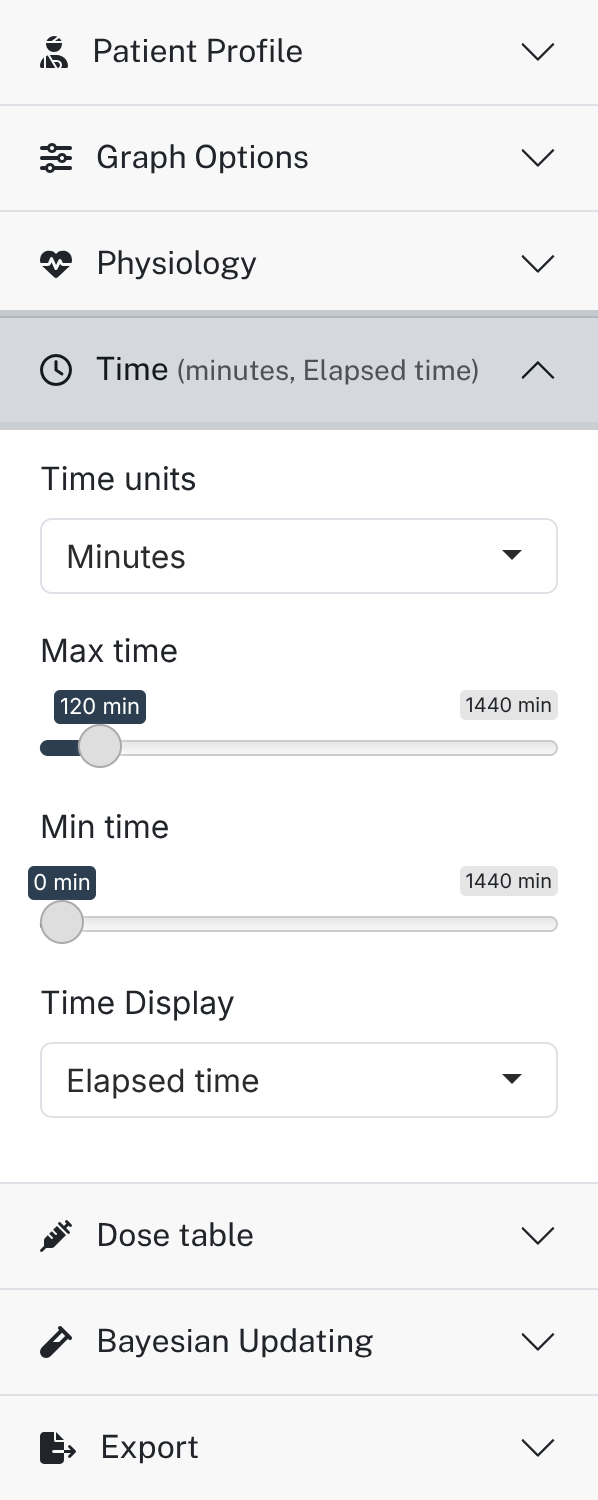 Patient Profile
Graph Options
Physiology
Time (minutes, Elapsed time)
Time units
Minutes
Max time
120 min 1440 min
Min time
0 min 1440 min
Time Display
Elapsed time
Dose table
Bayesian Updating
Export